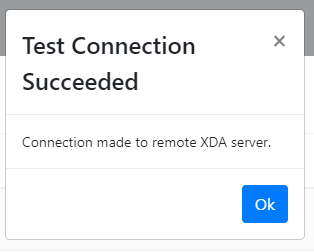 Test Connection
Succeeded
×
Connection made to remote XDA server.
Ok